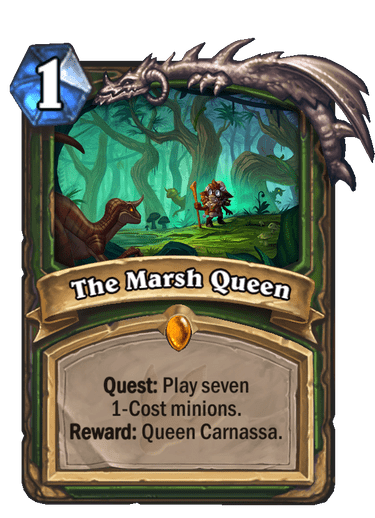 1
The Marsh Queen
Quest: Play seven
1-Cost minions.
Reward: Queen Carnassa.